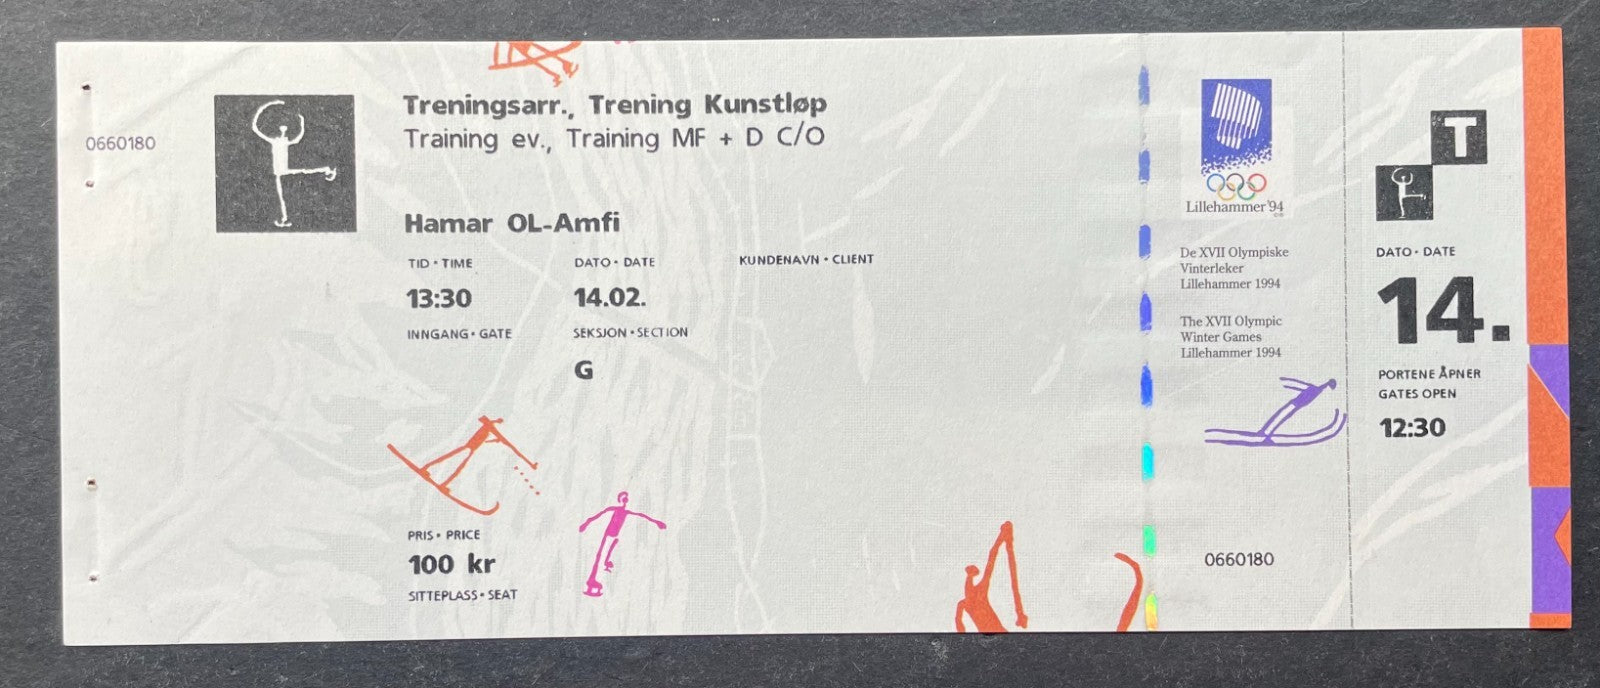 0660180
Treningsarr., Trening Kunstløp
Training ev., Training MF + D C/O
Hamar OL-Amfi
TID • TIME
DATO • DATE
KUNDENAVN • CLIENT
13:30
14.02.
INNGANG • GATE
SEKSJON • SECTION
G
PRIS • PRICE
100 kr
SITTEPLASS • SEAT
Lillehammer'94
De XVII Olympiske
Vinterleker
Lillehammer 1994
The XVII Olympic
Winter Games
Lillehammer 1994
0660180
T
DATO • DATE
14.
PORTENE ÅPNER
GATES OPEN
12:30